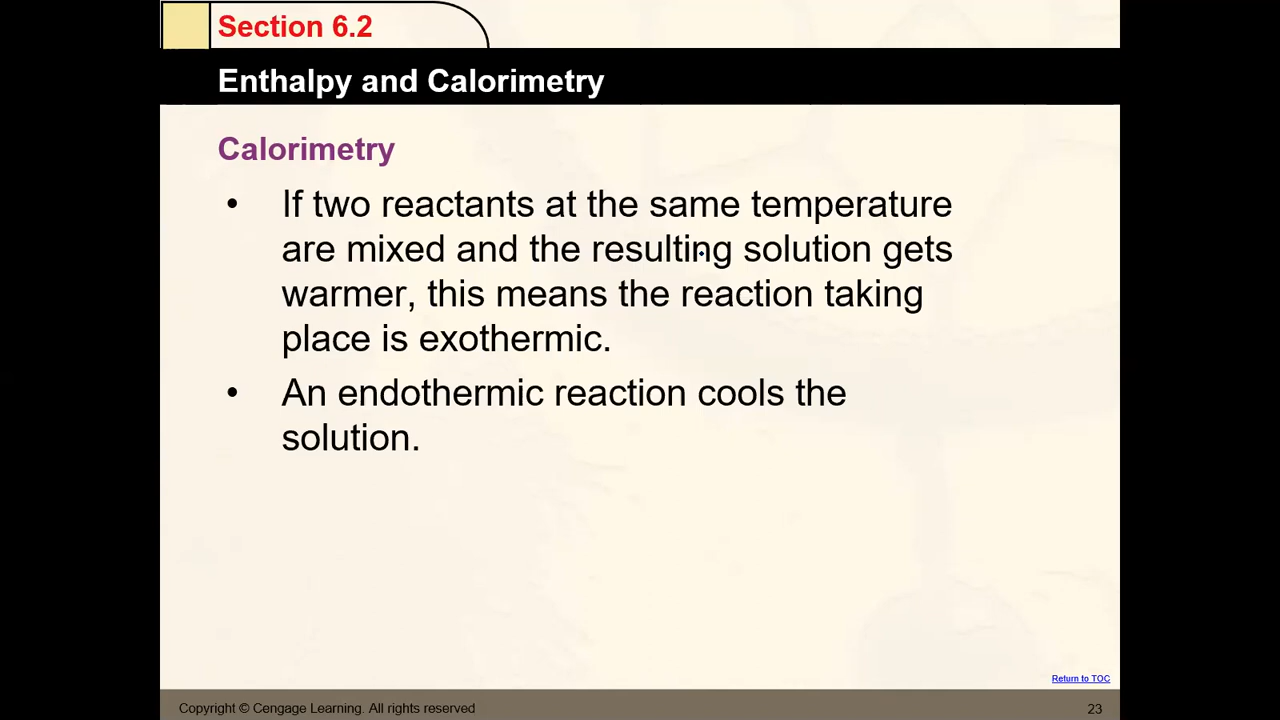 Section 6.2
Enthalpy and Calorimetry
Calorimetry
• If two reactants at the same temperature
are mixed and the resulting solution gets
warmer, this means the reaction taking
place is exothermic.
• An endothermic reaction cools the
solution.
Return to TOC
Copyright © Cengage Learning. All rights reserved 23